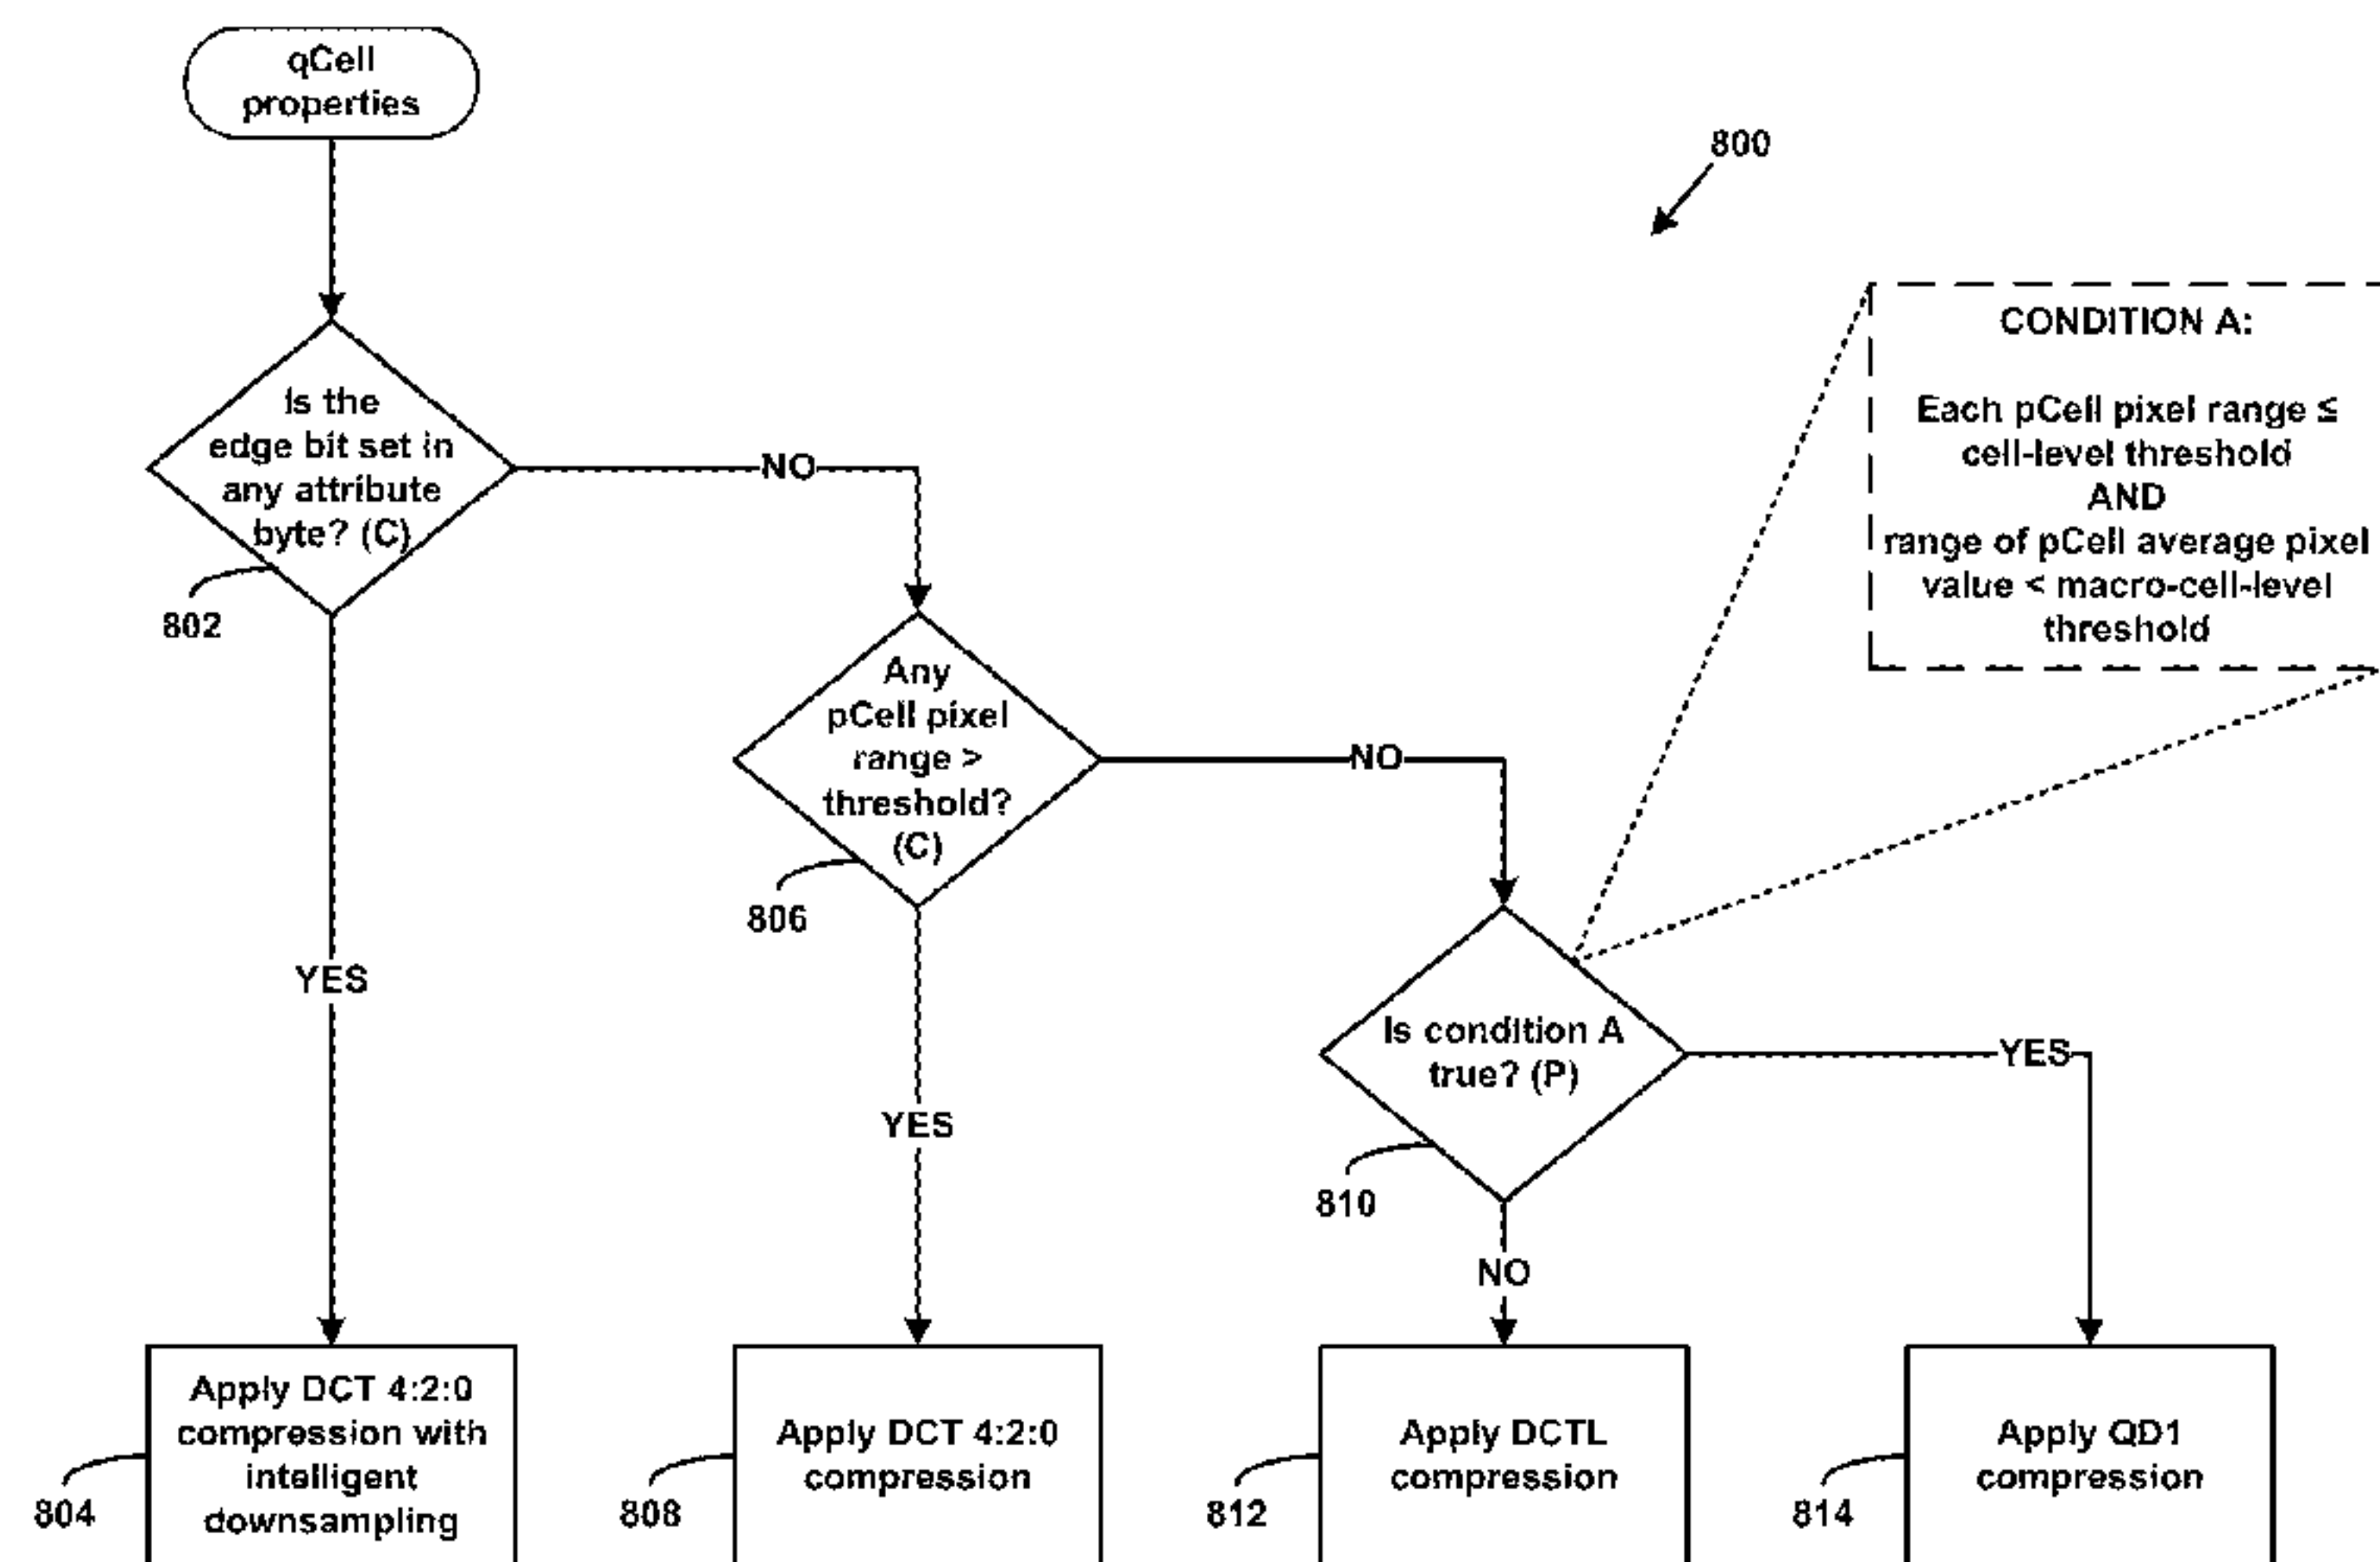 qCell
properties
800
CONDITION A:
Each pCell pixel range ≤
cell-level threshold
AND
range of pCell average pixel
value < macro-cell-level
threshold
Is the
edge bit set in
any attribute
byte? (C)
NO
802
Any
pCell pixel
range >
threshold?
(C)
NO
806
YES
Is condition A
true? (P)
YES
YES
810
NO
Apply DCT 4:2:0
compression with
intelligent
downsampling
804
Apply DCT 4:2:0
compression
808
Apply DCTL
compression
812
Apply QD1
compression
814